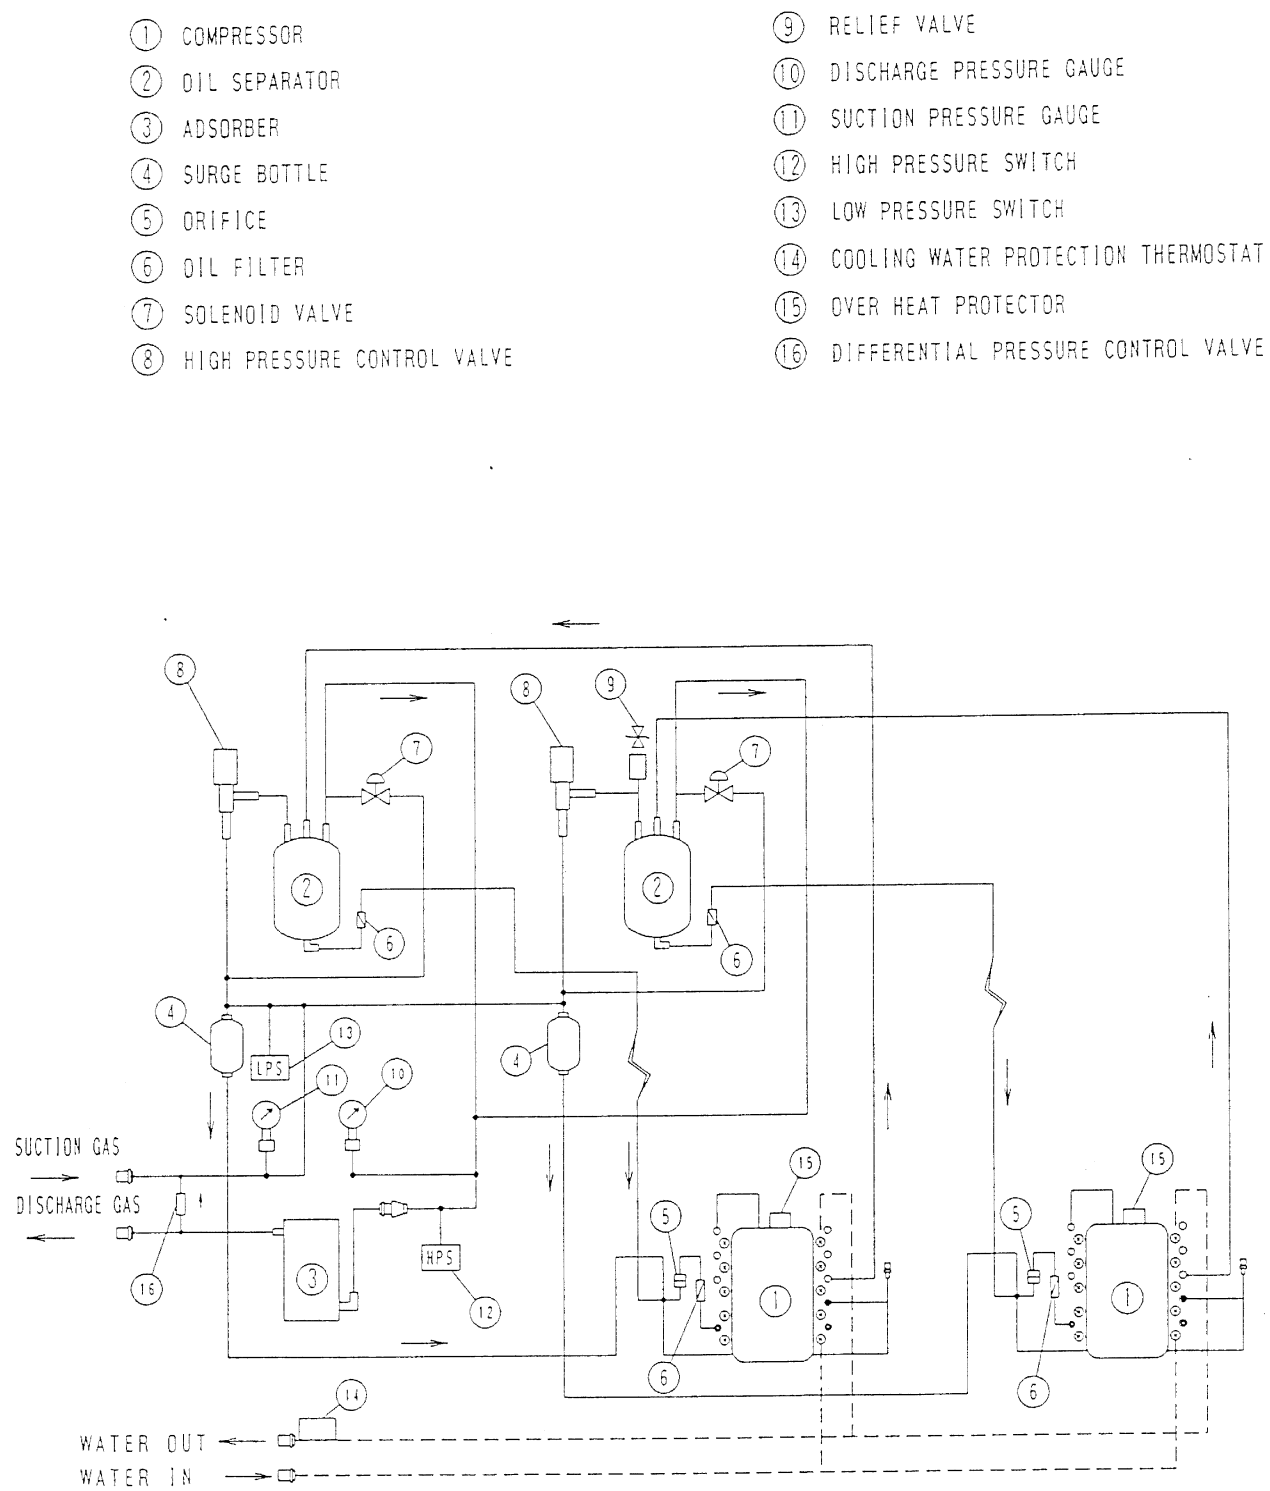 1 COMPRESSOR
2 OIL SEPARATOR
3 ADSORBER
4 SURGE BOTTLE
5 ORIFICE
6 OIL FILTER
7 SOLENOID VALVE
8 HIGH PRESSURE CONTROL VALVE
9 RELIEF VALVE
10 DISCHARGE PRESSURE GAUGE
11 SUCTION PRESSURE GAUGE
12 HIGH PRESSURE SWITCH
13 LOW PRESSURE SWITCH
14 COOLING WATER PROTECTION THERMOSTAT
15 OVER HEAT PROTECTOR
16 DIFFERENTIAL PRESSURE CONTROL VALVE
8
8
9
7
7
2
2
6
6
4
4
LPS
13
11
10
SUCTION GAS
DISCHARGE GAS
15
15
5
5
HPS
3
16
12
1
1
6
6
14
WATER OUT
WATER IN